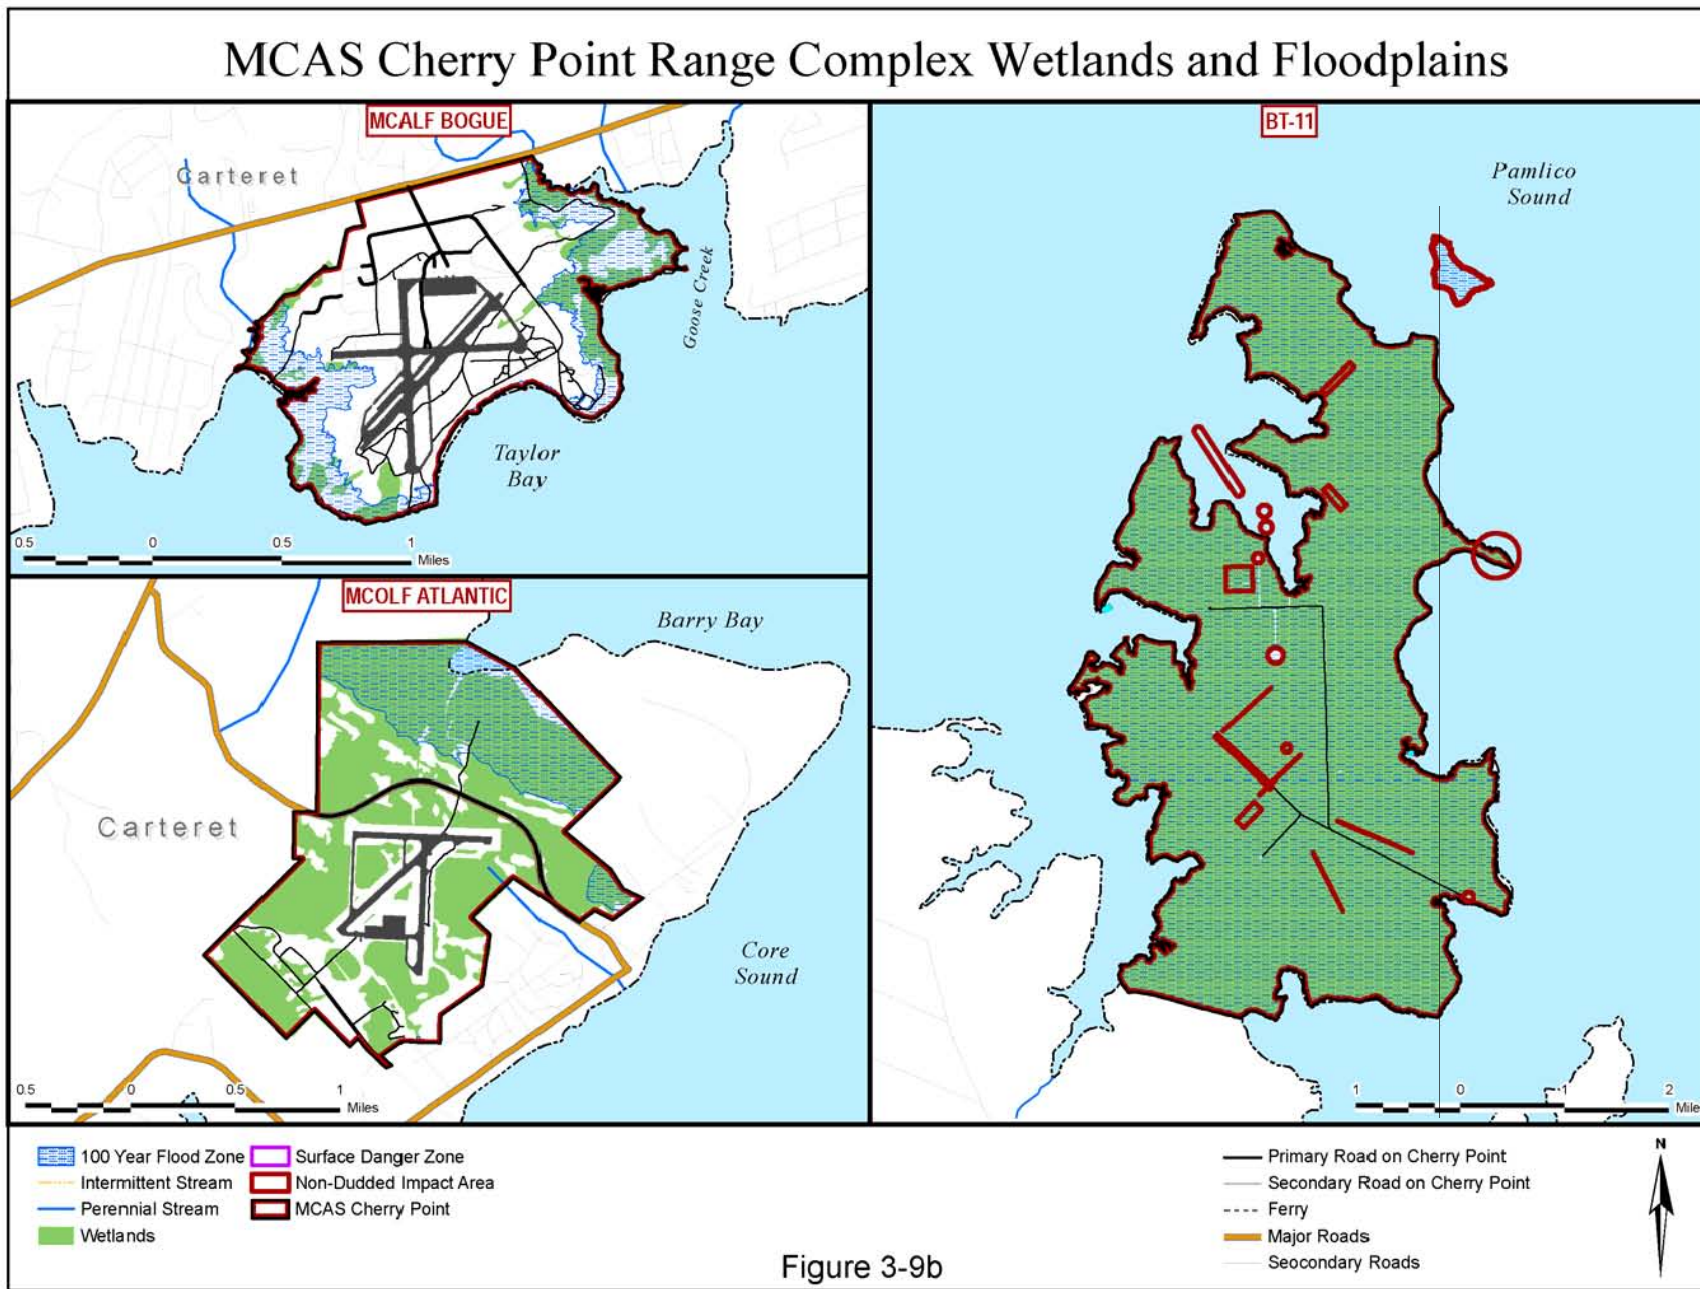 MCAS Cherry Point Range Complex Wetlands and Floodplains
MCALF BOGUE
Carteret
Goose Creek
Taylor
Bay
0.5 0 0.5 1
Miles
MCOLF ATLANTIC
Barry Bay
Carteret
Core
Sound
0.5 0 0.5 1
Miles
BT-11
Pamlico
Sound
1 0 1 2
Mile
100 Year Flood Zone
Intermittent Stream
Perennial Stream
Wetlands
Surface Danger Zone
Non-Dudded Impact Area
MCAS Cherry Point
Primary Road on Cherry Point
Secondary Road on Cherry Point
Ferry
Major Roads
Seocondary Roads
N
Figure 3-9b